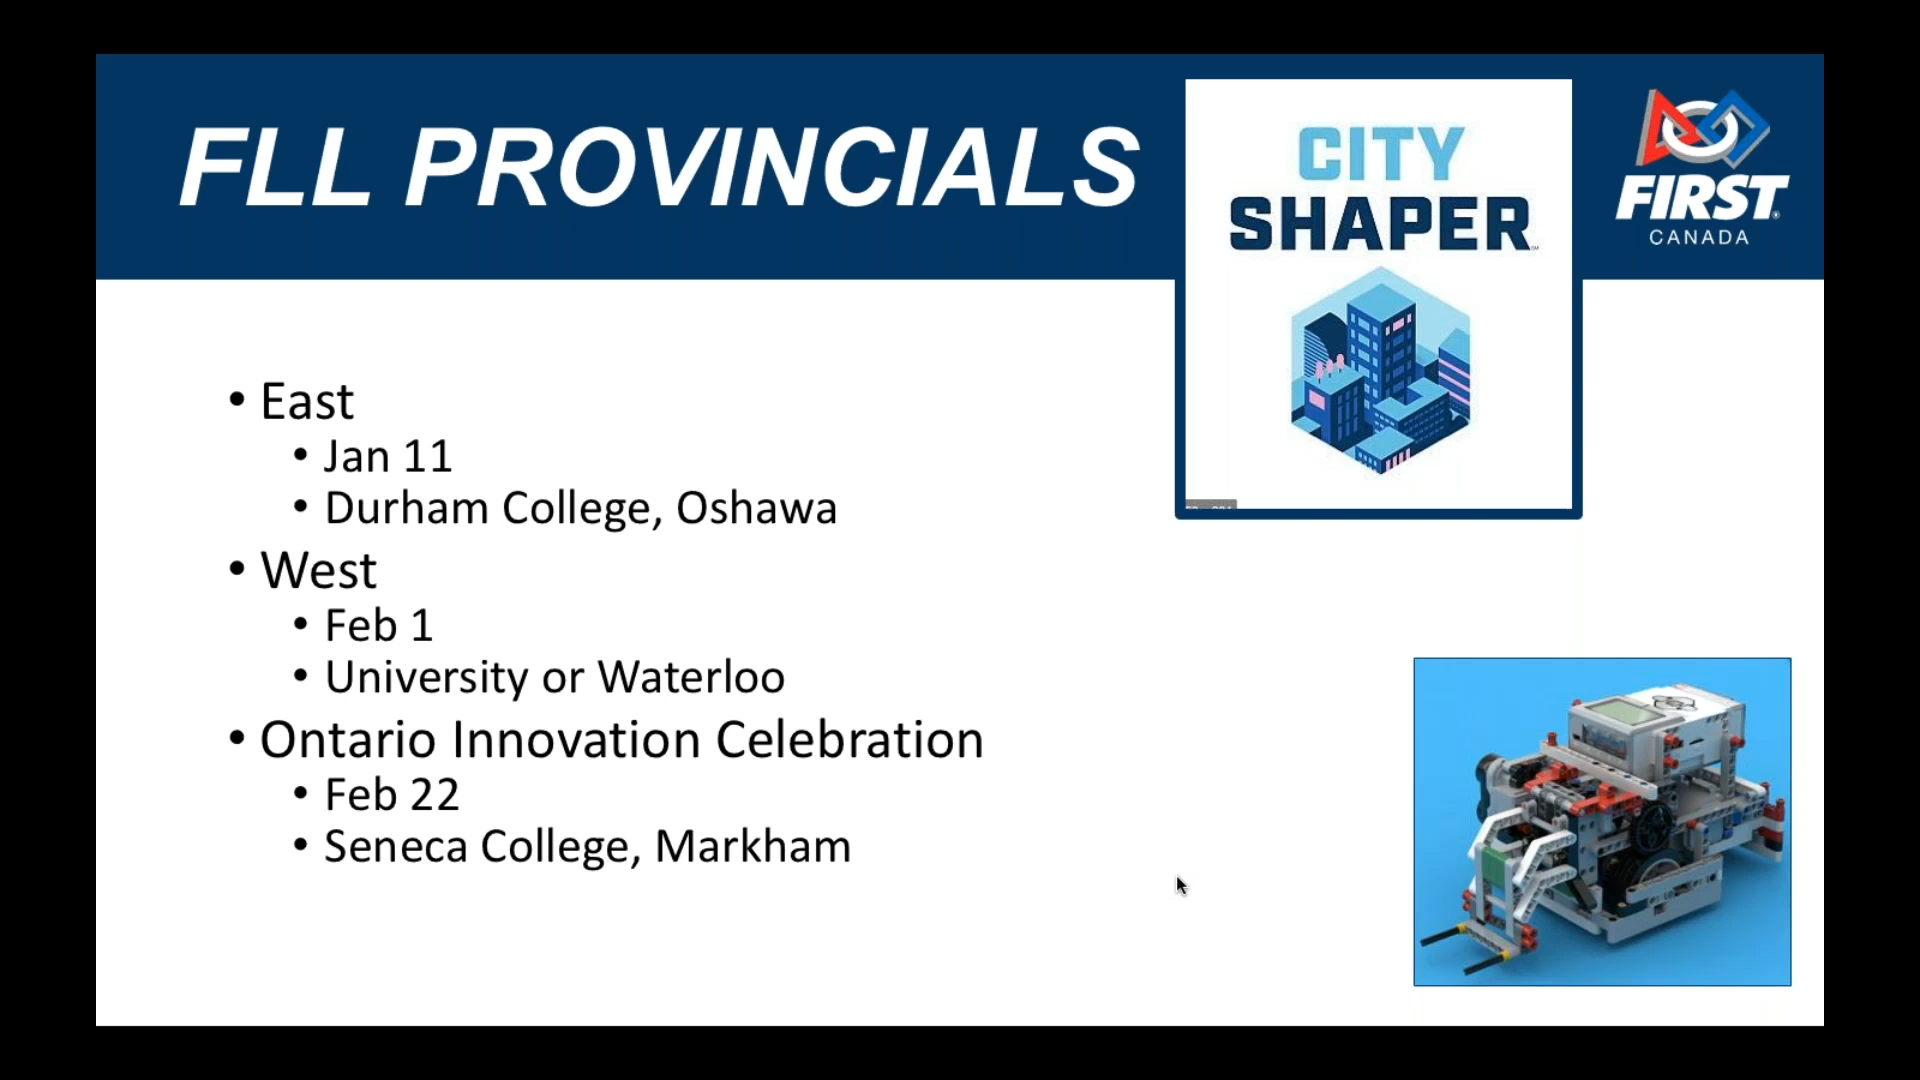 FLL PROVINCIALS
CITY
SHAPER
FIRST
CANADA
• East
• Jan 11
• Durham College, Oshawa
• West
• Feb 1
• University or Waterloo
• Ontario Innovation Celebration
• Feb 22
• Seneca College, Markham